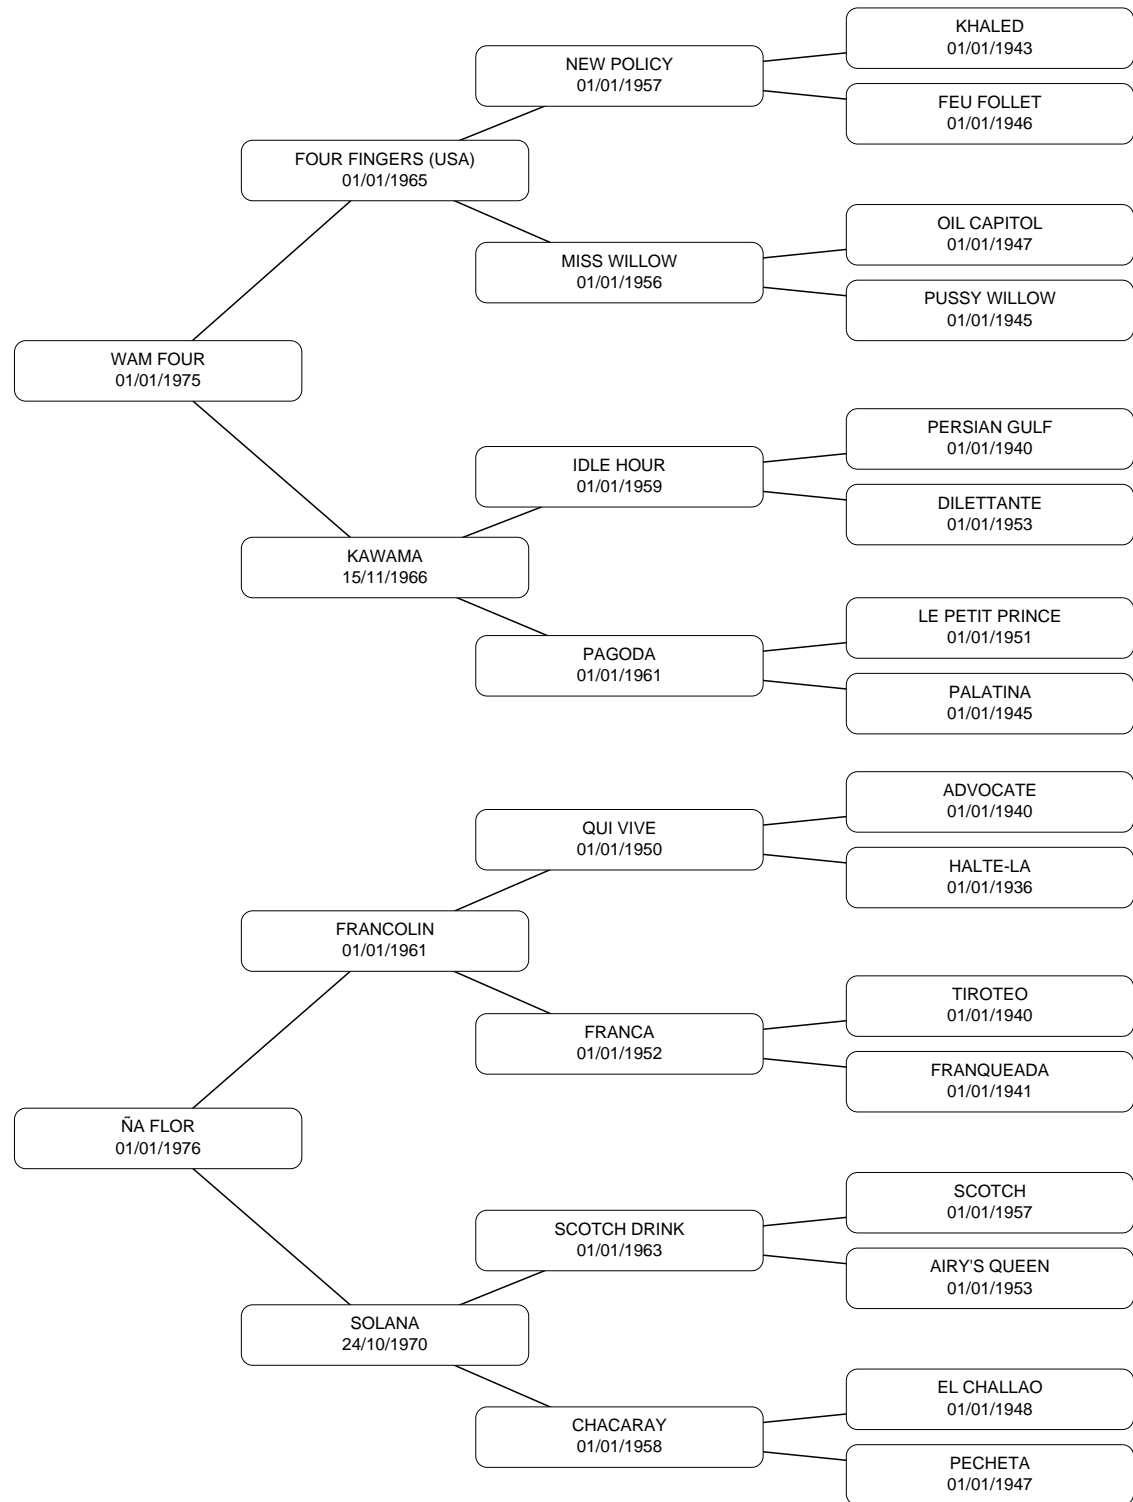 KHALED
01/01/1943
NEW POLICY
01/01/1957
FEU FOLLET
01/01/1946
FOUR FINGERS (USA)
01/01/1965
OIL CAPITOL
01/01/1947
MISS WILLOW
01/01/1956
PUSSY WILLOW
01/01/1945
WAM FOUR
01/01/1975
PERSIAN GULF
01/01/1940
IDLE HOUR
01/01/1959
DILETTANTE
01/01/1953
KAWAMA
15/11/1966
LE PETIT PRINCE
01/01/1951
PAGODA
01/01/1961
PALATINA
01/01/1945
ADVOCATE
01/01/1940
QUI VIVE
01/01/1950
HALTE-LA
01/01/1936
FRANCOLIN
01/01/1961
TIROTEO
01/01/1940
FRANCA
01/01/1952
FRANQUEADA
01/01/1941
ÑA FLOR
01/01/1976
SCOTCH
01/01/1957
SCOTCH DRINK
01/01/1963
AIRY'S QUEEN
01/01/1953
SOLANA
24/10/1970
EL CHALLAO
01/01/1948
CHACARAY
01/01/1958
PECHETA
01/01/1947